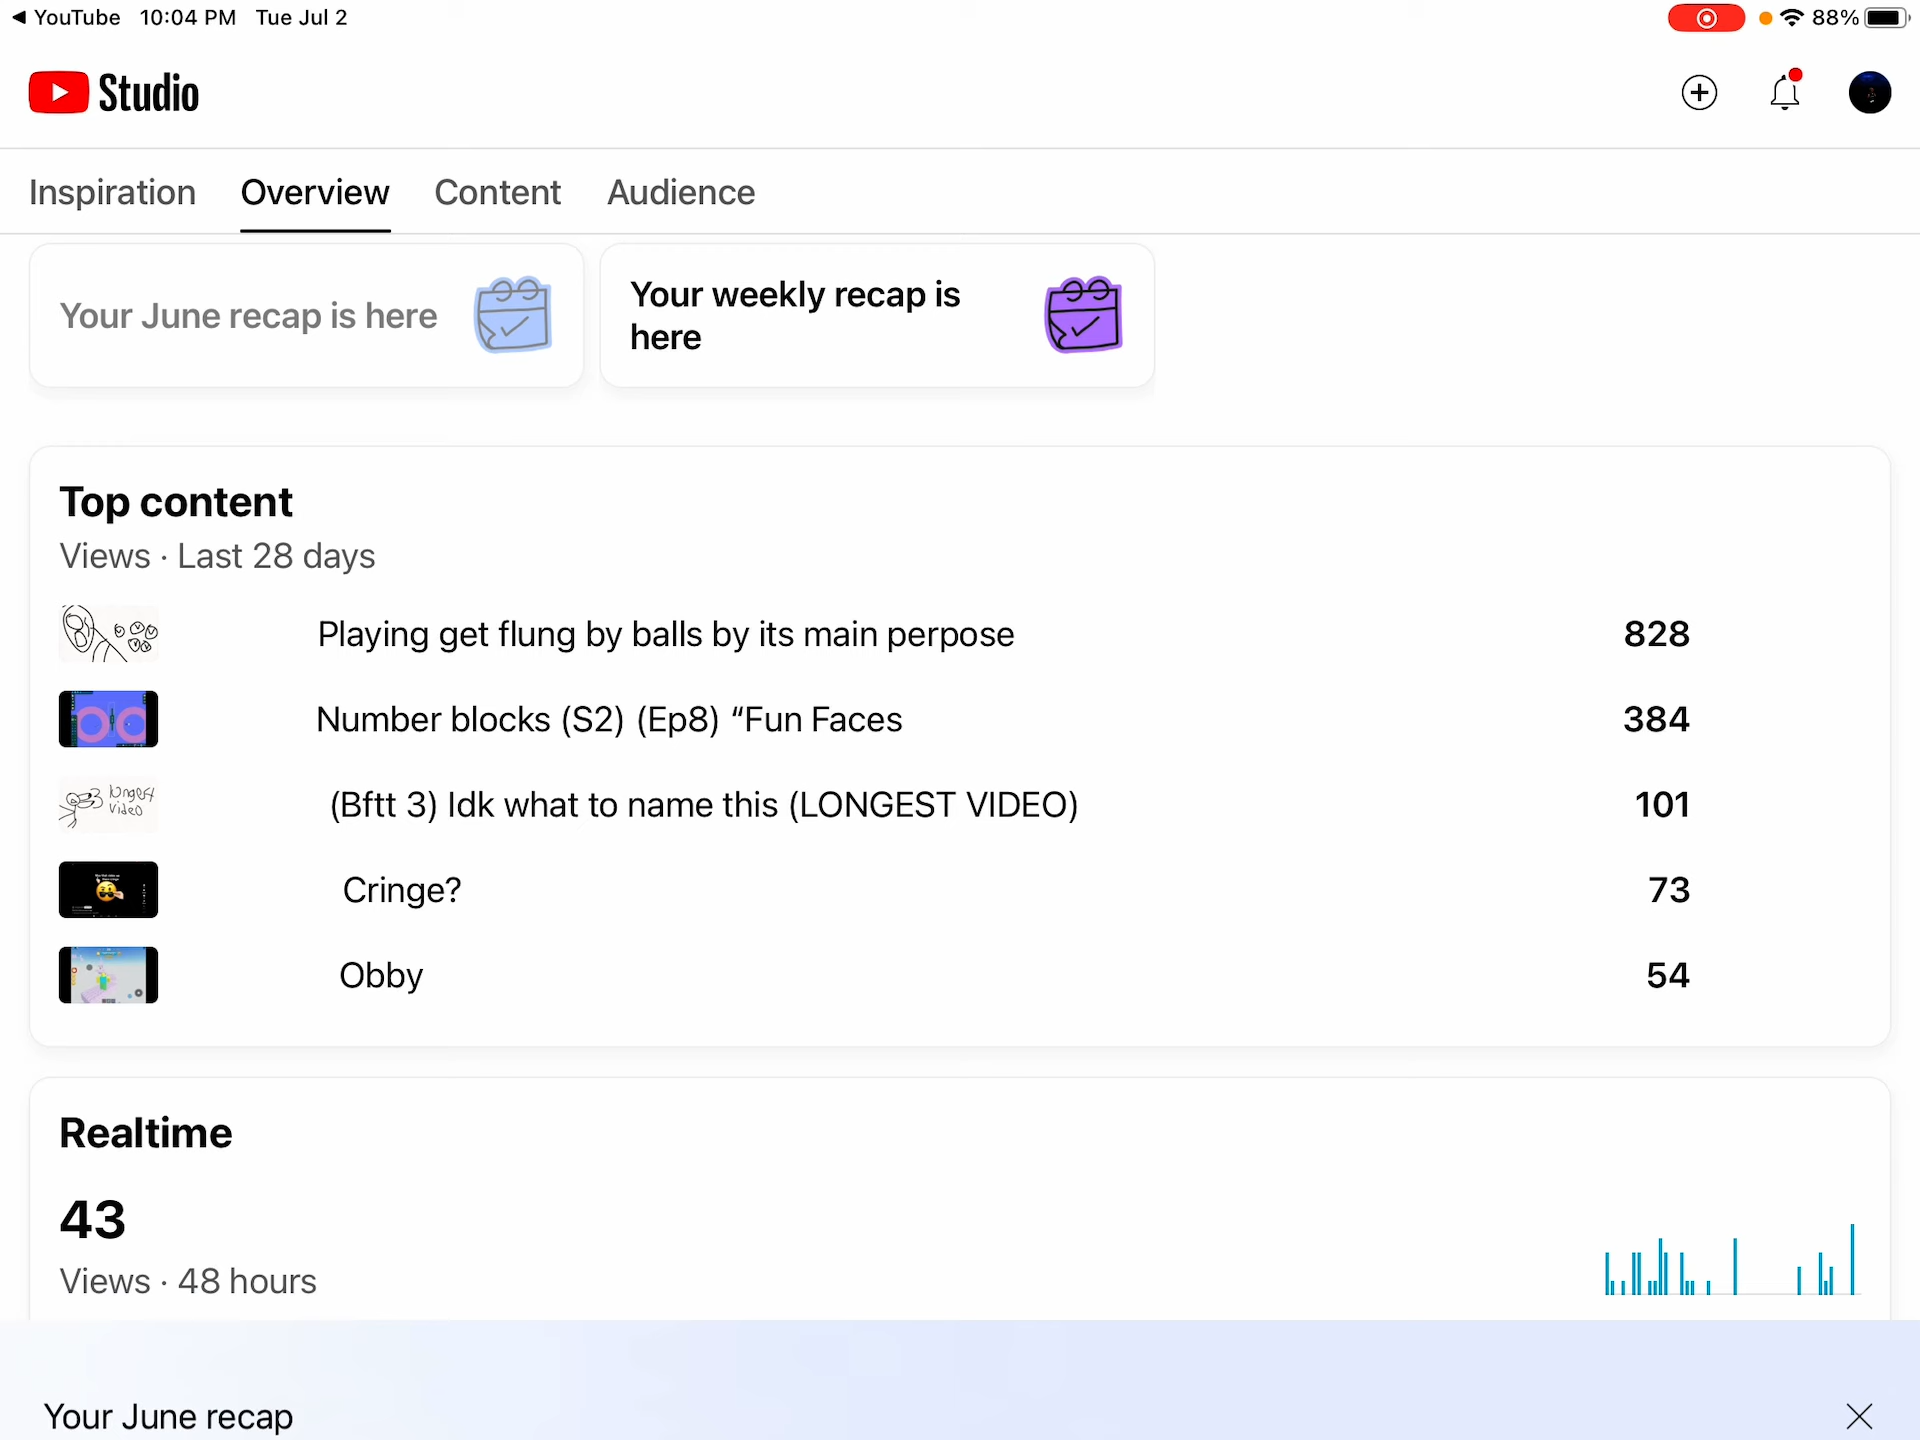 YouTube 10:04 PM Tue Jul 2 88%
Studio
Inspiration Overview Content Audience
Your June recap is here
Your weekly recap is
here
Top content
Views · Last 28 days
Playing get flung by balls by its main perpose 828
Number blocks (S2) (Ep8) “Fun Faces 384
longest
video
(Bftt 3) Idk what to name this (LONGEST VIDEO) 101
Cringe? 73
Obby 54
Realtime
43
Views · 48 hours
Your June recap